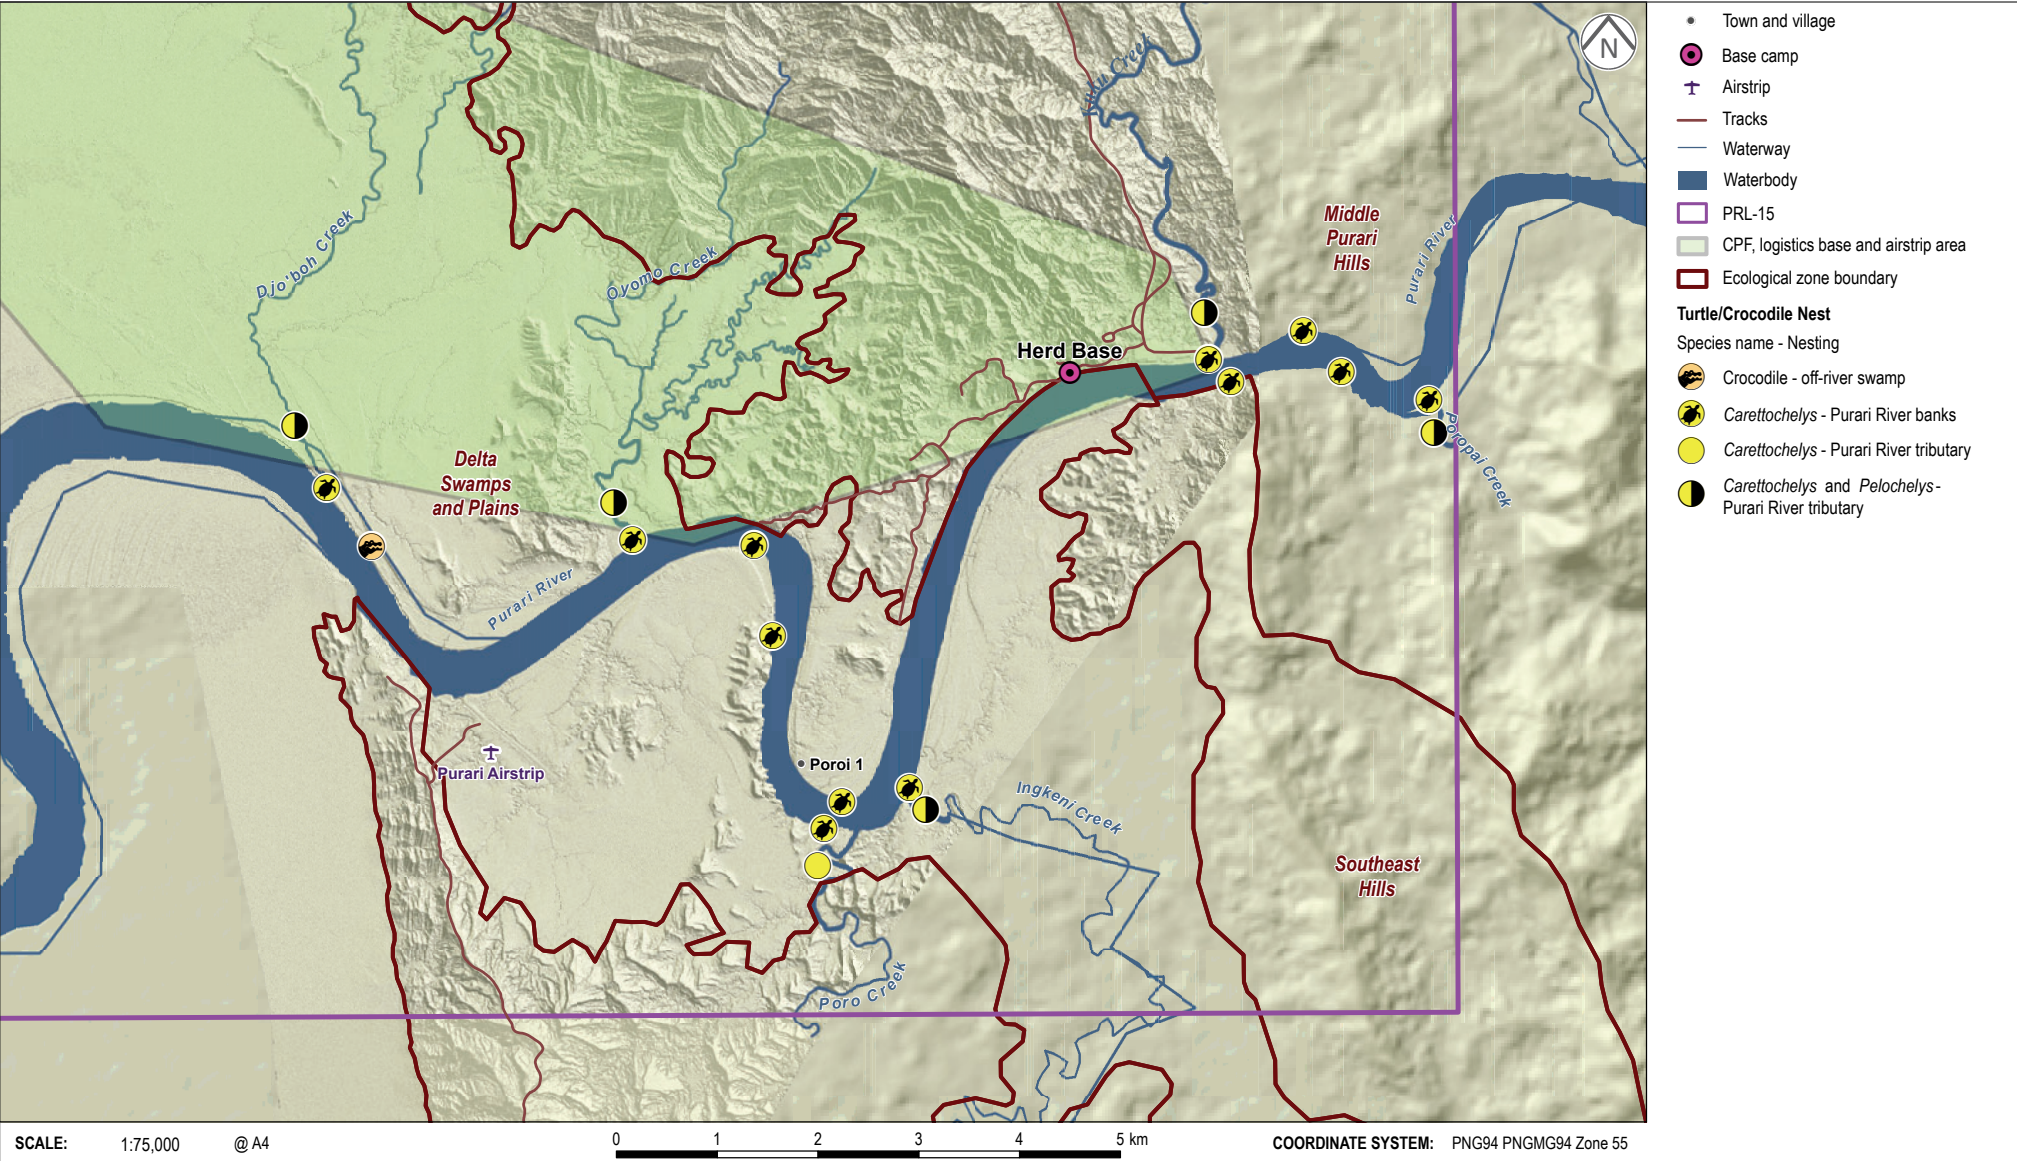 N
Kuku Creek
Djo'boh Creek
Oyomo Creek
Middle
Purari
Hills
Purari River
Herd Base
Poropai Creek
Delta
Swamps
and Plains
Purari River
Purari Airstrip
Poroi 1
Ingkeni Creek
Southeast
Hills
Poro Creek
Town and village
Base camp
Airstrip
Tracks
Waterway
Waterbody
PRL-15
CPF, logistics base and airstrip area
Ecological zone boundary
Turtle/Crocodile Nest
Species name - Nesting
Crocodile - off-river swamp
Carettochelys - Purari River banks
Carettochelys - Purari River tributary
Carettochelys and Pelochelys-
Purari River tributary
SCALE: 1:75,000 @ A4
0 1 2 3 4 5 km
COORDINATE SYSTEM: PNG94 PNGMG94 Zone 55